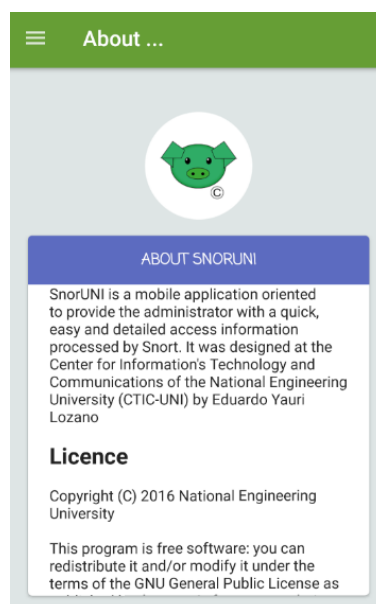 About ...
©
ABOUT SNORUNI
SnorUNI is a mobile application oriented
to provide the administrator with a quick,
easy and detailed access information
processed by Snort. It was designed at the
Center for Information's Technology and
Communications of the National Engineering
University (CTIC-UNI) by Eduardo Yauri
Lozano
Licence
Copyright (C) 2016 National Engineering
University
This program is free software: you can
redistribute it and/or modify it under the
terms of the GNU General Public License as